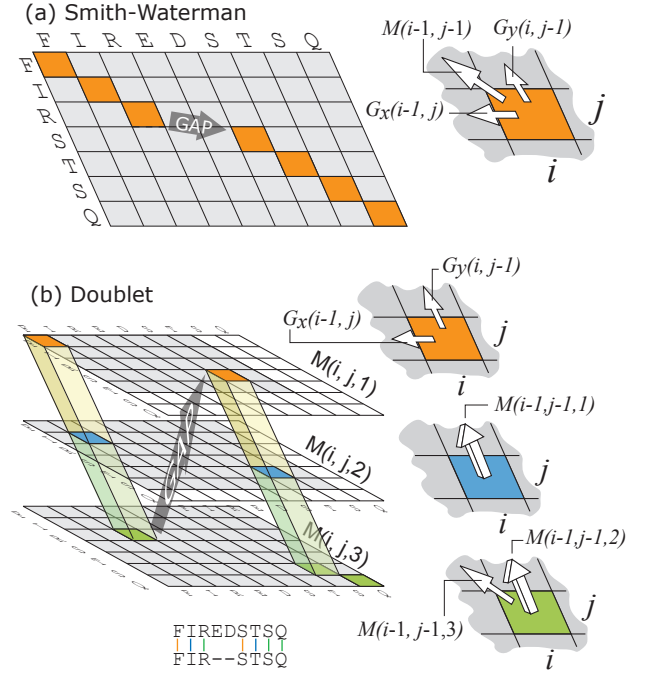 (a) Smith-Waterman
M(i-1, j-1)
Gy(i, j-1)
F I R E D S T S Q
F
I
R
S
T
S
Q
GAP
Gx(i-1, j)
j
i
(b) Doublet
Gy(i, j-1)
Gx(i-1, j)
j
i
M(i, j,1)
M(i-1,j-1,1)
GAP
M(i, j,2)
j
i
M(i, j,3)
M(i-1,j-1,2)
j
M(i-1, j-1,3)
i
FIREDSTSQ
FIR--STSQ